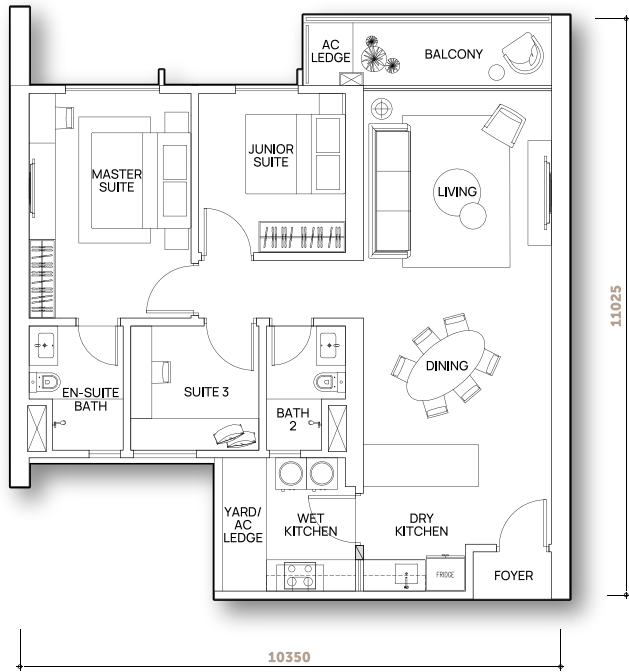 AC
LEDGE
BALCONY
MASTER
SUITE
JUNIOR
SUITE
LIVING
11025
DINING
EN-SUITE
BATH
SUITE 3
BATH
2
YARD/
AC
LEDGE
WET
KITCHEN
DRY
KITCHEN
FRIDGE
FOYER
10350